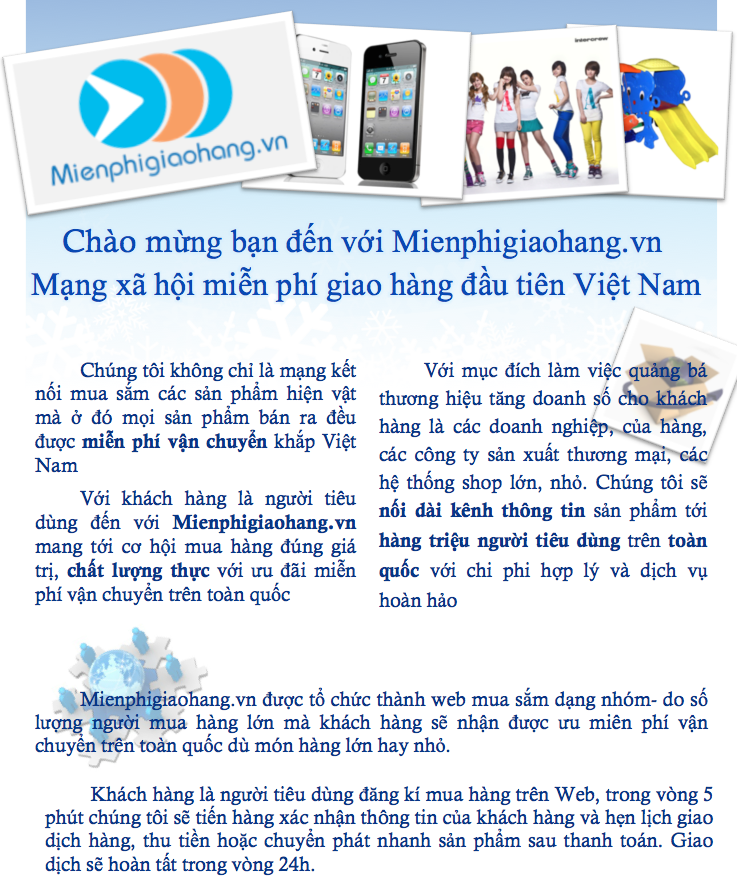 Mienphigiaohang.vn
intercrew
Chào mừng bạn đến với Mienphigiaohang.vn
Mạng xã hội miễn phí giao hàng đầu tiên Việt Nam
Chúng tôi không chỉ là mạng kết
nối mua sắm các sản phẩm hiện vật
mà ở đó mọi sản phẩm bán ra đều
được miễn phí vận chuyển khắp Việt
Nam
Với khách hàng là người tiêu
dùng đến với Mienphigiaohang.vn
mang tới cơ hội mua hàng đúng giá
trị, chất lượng thực với ưu đãi miễn
phí vận chuyển trên toàn quốc
Với mục đích làm việc quảng bá
thương hiệu tăng doanh số cho khách
hàng là các doanh nghiệp, của hàng,
các công ty sản xuất thương mại, các
hệ thống shop lớn, nhỏ. Chúng tôi sẽ
nối dài kênh thông tin sản phẩm tới
hàng triệu người tiêu dùng trên toàn
quốc với chi phi hợp lý và dịch vụ
hoàn hảo
Mienphigiaohang.vn được tổ chức thành web mua sắm dạng nhóm- do số
lượng người mua hàng lớn mà khách hàng sẽ nhận được ưu miên phí vận
chuyển trên toàn quốc dù món hàng lớn hay nhỏ.
Khách hàng là người tiêu dùng đăng kí mua hàng trên Web, trong vòng 5
phút chúng tôi sẽ tiến hàng xác nhận thông tin của khách hàng và hẹn lịch giao
dịch hàng, thu tiền hoặc chuyển phát nhanh sản phẩm sau thanh toán. Giao
dịch sẽ hoàn tất trong vòng 24h.